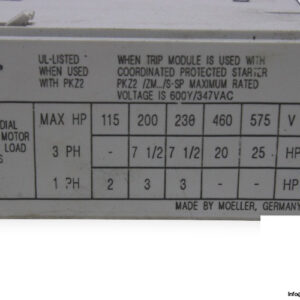 UL-LISTED
WHEN USED
WITH PKZ2
WHEN TRIP MODULE IS USED WITH
COORDINATED PROTECTED STARTER
PKZ2 /ZM.../S-SP MAXIMUM RATED
VOLTAGE IS 600Y/347VAC
DIAL
MOTOR
LOAD
S
MAX HP 115 200 230 460 575 V
3 PH - 7 1/2 7 1/2 20 25 HP
1 PH 2 3 3 - - HP
MADE BY MOELLER, GERMANY